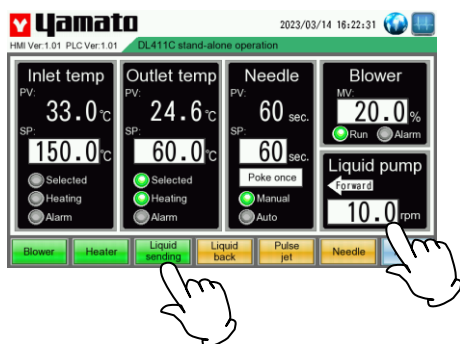 Yamato
2023/03/14 16:22:31
HMI Ver:1.01 PLC Ver:1.01
DL411C stand-alone operation
Inlet temp
PV:
33.0℃
SP:
150.0℃
Selected
Heating
Alarm
Outlet temp
PV:
24.6℃
SP:
60.0℃
Selected
Heating
Alarm
Needle
PV:
60 sec.
SP:
60 sec.
Poke once
Manual
Auto
Blower
MV:
20.0%
Run Alarm
Liquid pump
Forward
10.0 rpm
Blower
Heater
Liquid
sending
Liquid
back
Pulse
jet
Needle